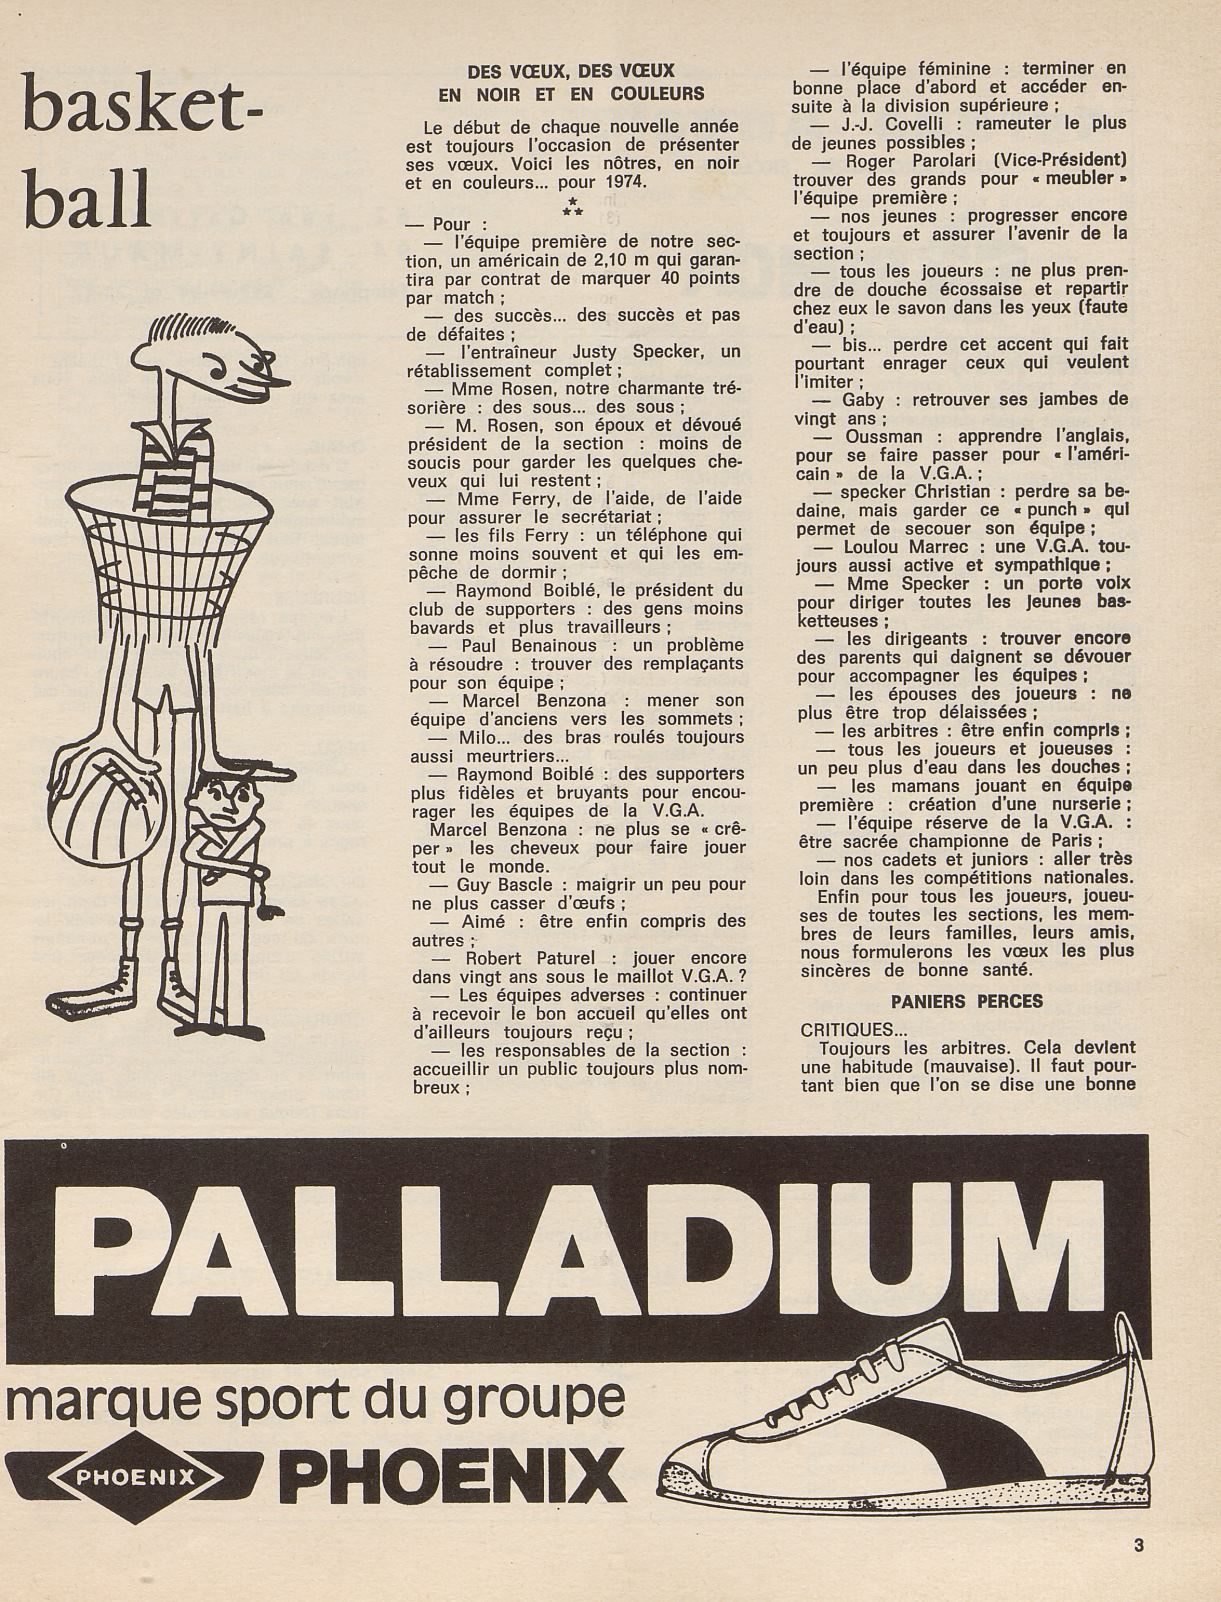 basket-
ball
DES VŒUX, DES VŒUX
EN NOIR ET EN COULEURS
Le début de chaque nouvelle année
est toujours l'occasion de présenter
ses vœux. Voici les nôtres, en noir
et en couleurs... pour 1974.
— Pour :
— l'équipe première de notre sec-
tion, un américain de 2,10 m qui garan-
tira par contrat de marquer 40 points
par match ;
— des succès... des succès et pas
de défaites ;
— l'entraîneur Justy Specker, un
rétablissement complet ;
— Mme Rosen, notre charmante tré-
sorière : des sous... des sous ;
— M. Rosen, son époux et dévoué
président de la section : moins de
soucis pour garder les quelques che-
veux qui lui restent ;
— Mme Ferry, de l'aide, de l'aide
pour assurer le secrétariat ;
— les fils Ferry : un téléphone qui
sonne moins souvent et qui les em-
pêche de dormir ;
— Raymond Boiblé, le président du
club de supporters : des gens moins
bavards et plus travailleurs ;
— Paul Benainous : un problème
à résoudre : trouver des remplaçants
pour son équipe ;
— Marcel Benzona : mener son
équipe d'anciens vers les sommets ;
— Milo... des bras roulés toujours
aussi meurtriers...
— Raymond Boiblé : des supporters
plus fidèles et bruyants pour encou-
rager les équipes de la V.G.A.
Marcel Benzona : ne plus se « crê-
per » les cheveux pour faire jouer
tout le monde.
— Guy Bascle : maigrir un peu pour
ne plus casser d'œufs ;
— Aimé : être enfin compris des
autres ;
— Robert Paturel : jouer encore
dans vingt ans sous le maillot V.G.A. ?
— Les équipes adverses : continuer
à recevoir le bon accueil qu'elles ont
d'ailleurs toujours reçu ;
— les responsables de la section :
accueillir un public toujours plus nom-
breux ;
— l'équipe féminine : terminer en
bonne place d'abord et accéder en-
suite à la division supérieure ;
— J.-J. Covelli : rameuter le plus
de jeunes possibles ;
— Roger Parolari (Vice-Président)
trouver des grands pour « meubler »
l'équipe première ;
— nos jeunes : progresser encore
et toujours et assurer l'avenir de la
section ;
— tous les joueurs : ne plus pren-
dre de douche écossaise et repartir
chez eux le savon dans les yeux (faute
d'eau) ;
— bis... perdre cet accent qui fait
pourtant enrager ceux qui veulent
l'imiter ;
— Gaby : retrouver ses jambes de
vingt ans ;
— Oussman : apprendre l'anglais,
pour se faire passer pour « l'améri-
cain » de la V.G.A. ;
— specker Christian : perdre sa be-
daine, mais garder ce « punch » qui
permet de secouer son équipe ;
— Loulou Marrec : une V.G.A. tou-
jours aussi active et sympathique ;
— Mme Specker : un porte voix
pour diriger toutes les jeunes bas-
ketteuses ;
— les dirigeants : trouver encore
des parents qui daignent se dévouer
pour accompagner les équipes ;
— les épouses des joueurs : ne
plus être trop délaissées ;
— les arbitres : être enfin compris ;
— tous les joueurs et joueuses :
un peu plus d'eau dans les douches ;
— les mamans jouant en équipe
première : création d'une nurserie ;
— l'équipe réserve de la V.G.A. :
être sacrée championne de Paris ;
— nos cadets et juniors : aller très
loin dans les compétitions nationales.
Enfin pour tous les joueurs, joueu-
ses de toutes les sections, les mem-
bres de leurs familles, leurs amis,
nous formulerons les vœux les plus
sincères de bonne santé.
PANIERS PERCES
CRITIQUES...
Toujours les arbitres. Cela devient
une habitude (mauvaise). Il faut pour-
tant bien que l'on se dise une bonne
PALLADIUM
marque sport du groupe
PHOENIX PHOENIX
3